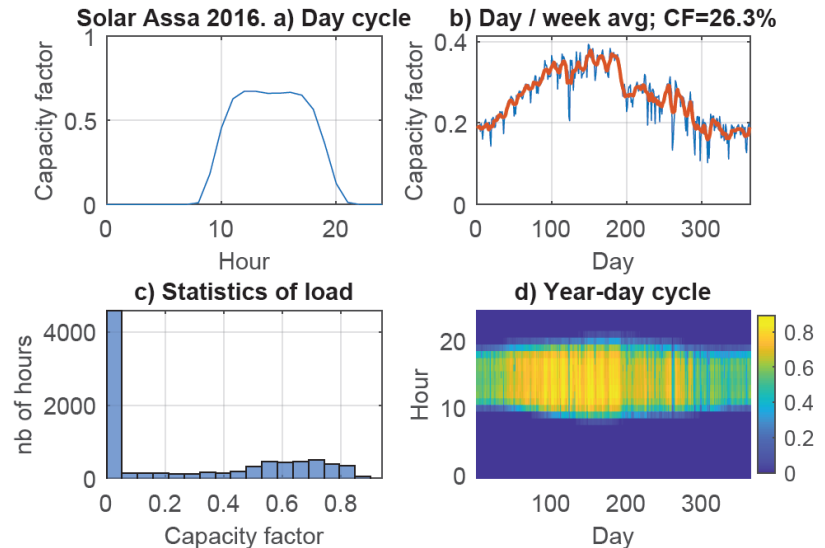 Solar Assa 2016. a) Day cycle
1
0.5
0
0 10 20
Capacity factor
Hour
b) Day / week avg; CF=26.3%
0.4
0.2
0
0 100 200 300
Capacity factor
Day
c) Statistics of load
4000
2000
0
0 0.2 0.4 0.6 0.8
nb of hours
Capacity factor
d) Year-day cycle
20
10
0
100 200 300
Hour
Day
0.8
0.6
0.4
0.2
0